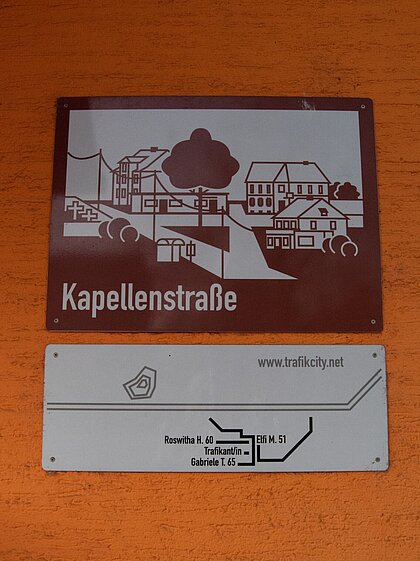 Kapellenstraße
www.trafikcity.net
Roswitha H. 60
Elfi M. 51
Trafikant/in
Gabriele T. 65